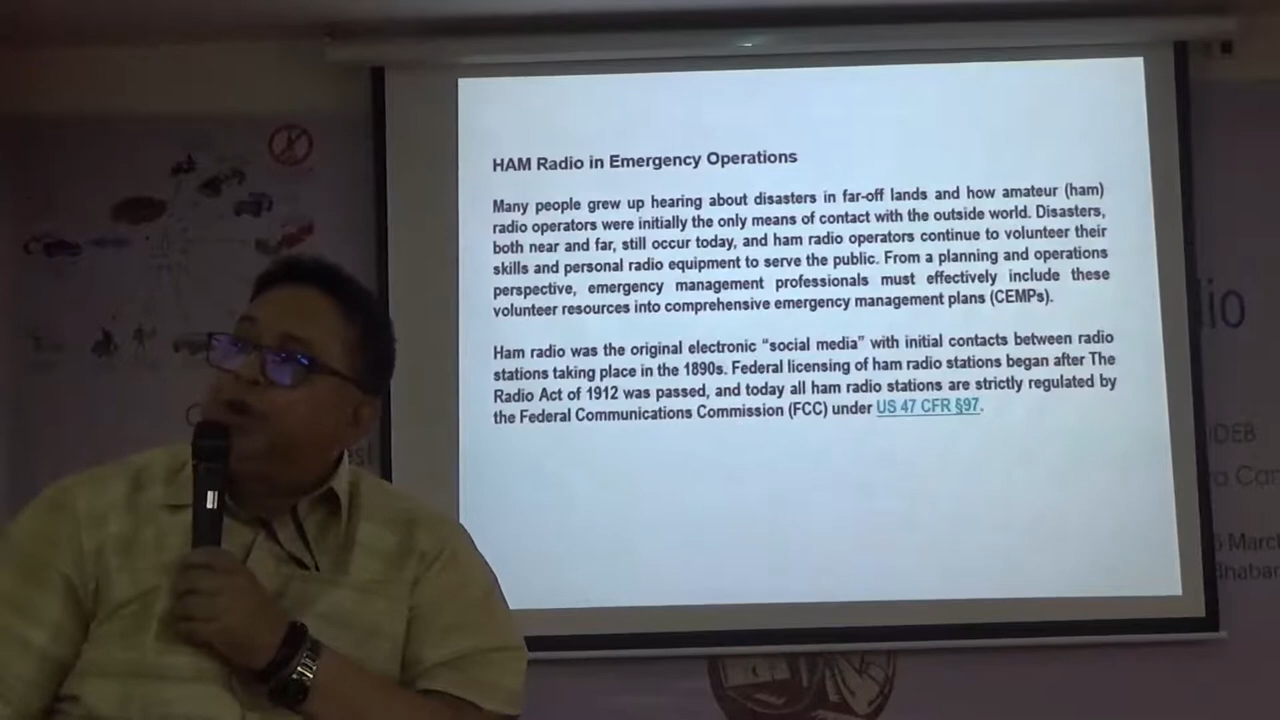 HAM Radio in Emergency Operations
Many people grew up hearing about disasters in far-off lands and how amateur (ham)
radio operators were initially the only means of contact with the outside world. Disasters,
both near and far, still occur today, and ham radio operators continue to volunteer their
skills and personal radio equipment to serve the public. From a planning and operations
perspective, emergency management professionals must effectively include these
volunteer resources into comprehensive emergency management plans (CEMPs).
Ham radio was the original electronic “social media” with initial contacts between radio
stations taking place in the 1890s. Federal licensing of ham radio stations began after The
Radio Act of 1912 was passed, and today all ham radio stations are strictly regulated by
the Federal Communications Commission (FCC) under US 47 CFR §97.
March